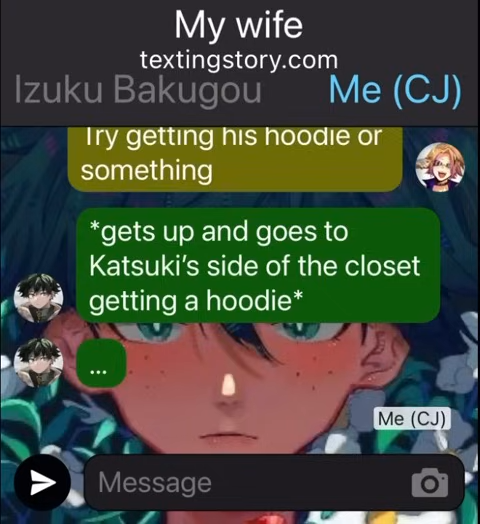 My wife
textingstory.com
Izuku Bakugou Me (CJ)
Try getting his hoodie or
something
*gets up and goes to
Katsuki’s side of the closet
getting a hoodie*
...
Me (CJ)
Message